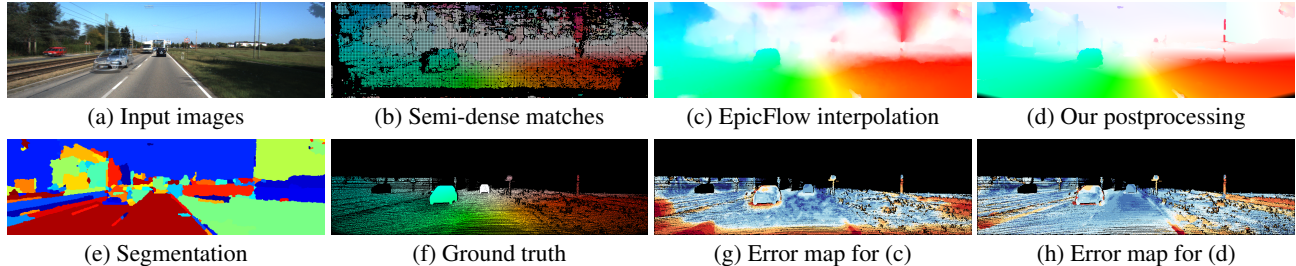 (a) Input images
(b) Semi-dense matches
(c) EpicFlow interpolation
(d) Our postprocessing
(e) Segmentation
(f) Ground truth
(g) Error map for (c)
(h) Error map for (d)